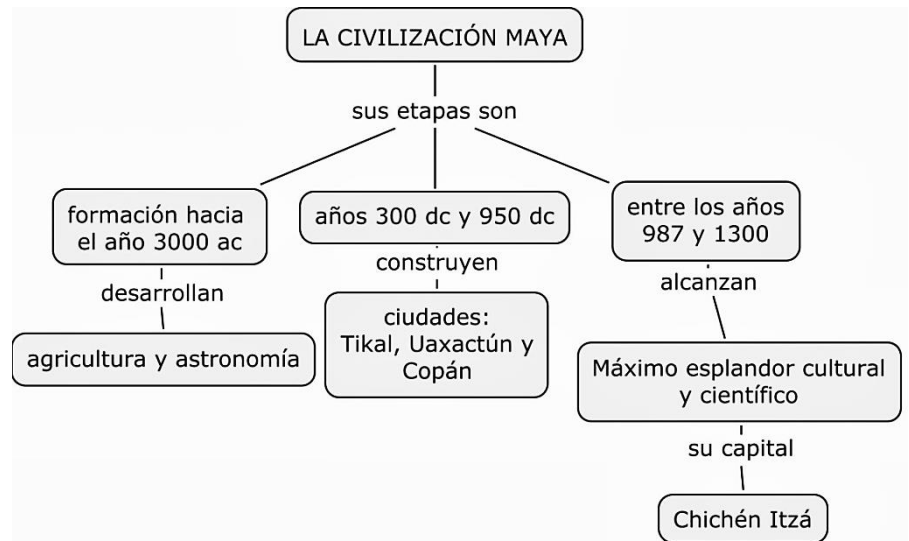 LA CIVILIZACIÓN MAYA
sus etapas son
formación hacia
el año 3000 ac
desarrollan
agricultura y astronomía
años 300 dc y 950 dc
construyen
ciudades:
Tikal, Uaxactún y
Copán
entre los años
987 y 1300
alcanzan
Máximo esplandor cultural
y científico
su capital
Chichén Itzá